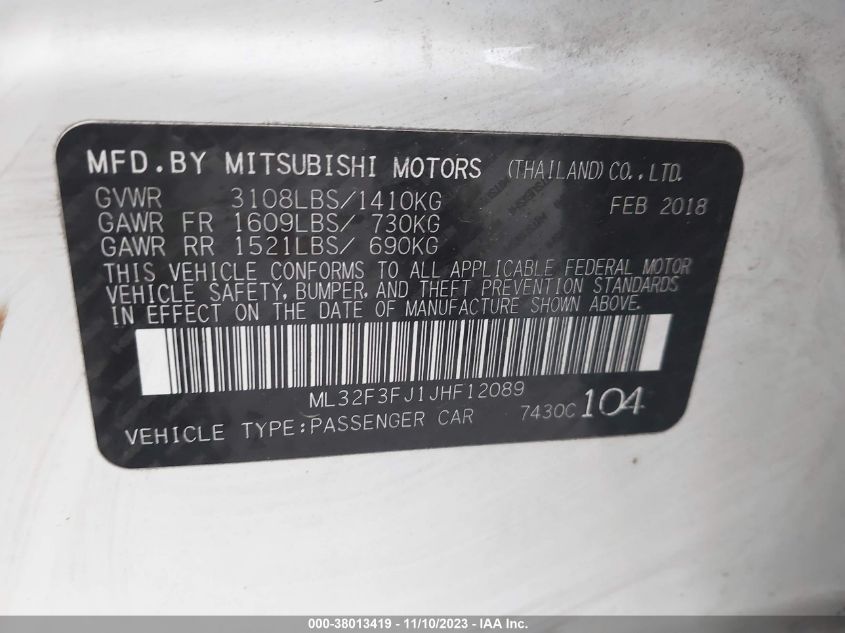 MFD.BY MITSUBISHI MOTORS (THAILAND) CO.,LTD.
GVWR 3108LBS/1410KG FEB 2018
GAWR FR 1609LBS/ 730KG
GAWR RR 1521LBS/ 690KG
THIS VEHICLE CONFORMS TO ALL APPLICABLE FEDERAL MOTOR
VEHICLE SAFETY, BUMPER, AND THEFT PREVENTION STANDARDS
IN EFFECT ON THE DATE OF MANUFACTURE SHOWN ABOVE.
ML32F3FJ1JHF12089
VEHICLE TYPE:PASSENGER CAR 7430C 104
000-38013419 - 11/10/2023 - IAA Inc.